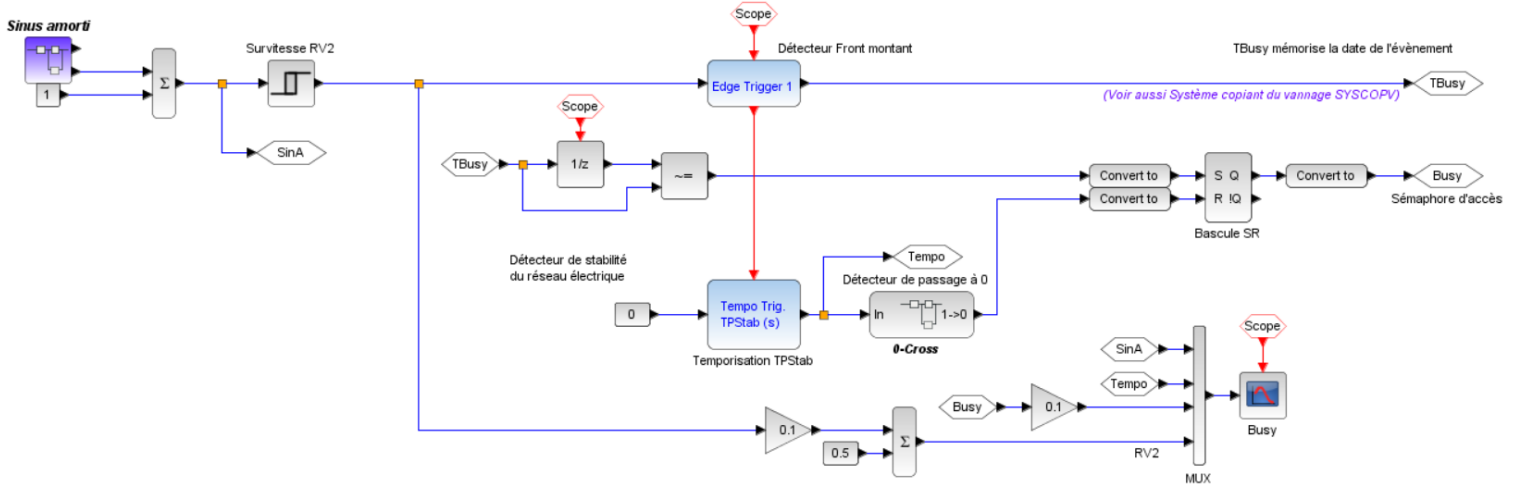 Scope
Sinus amorti
Survitesse RV2
Détecteur Front montant
TBusy mémorise la date de l'évènement
1
Σ
Edge Trigger 1
TBusy
(Voir aussi Système copiant du vannage SYSCOPV)
Scope
SinA
TBusy
1/z
~=
Convert to
Convert to
S Q
R !Q
Convert to
Busy
Sémaphore d'accès
Bascule SR
Détecteur de stabilité
du réseau électrique
Tempo
Détecteur de passage à 0
0
Tempo Trig.
TPStab (s)
In
1->0
0-Cross
Temporisation TPStab
Scope
SinA
Tempo
Busy
0.1
Busy
0.1
Σ
0.5
RV2
MUX